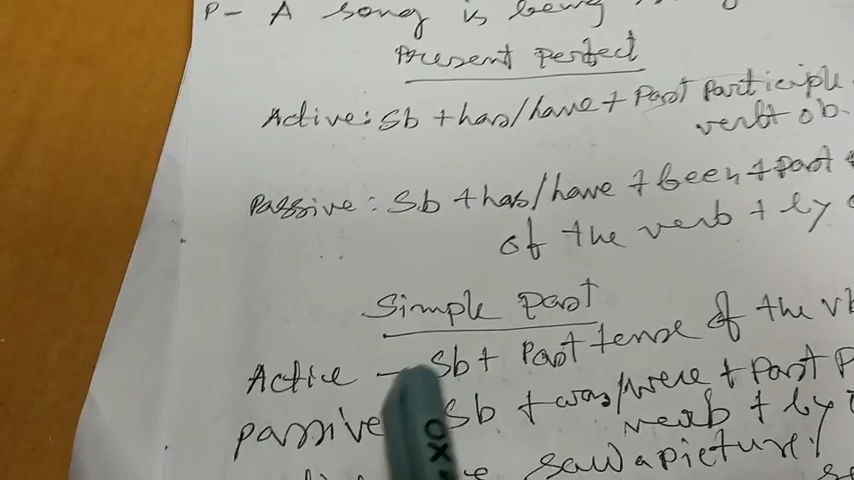 P- A song is being
Present perfect
Active: Sb + has/have + Past participle
verb + ob.
Passive: Sb + has/have + been + past
of the verb + by
Simple past
Active - Sb + Past tense of the vb
passive Sb + was/were + Past P
verb + by
saw a picture.
OX